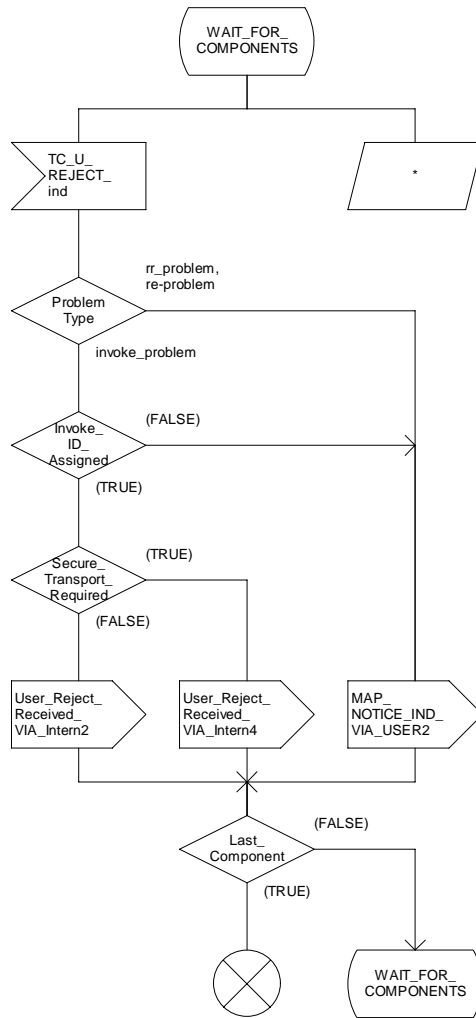 WAIT_FOR_
COMPONENTS
TC_U_
REJECT_
ind
*
rr_problem,
re-problem
Problem
Type
invoke_problem
(FALSE)
Invoke_
ID_
Assigned
(TRUE)
(TRUE)
Secure_
Transport_
Required
(FALSE)
User_Reject_
Received_
VIA_Intern2
User_Reject_
Received_
VIA_Intern4
MAP_
NOTICE_IND_
VIA_USER2
(FALSE)
Last_
Component
(TRUE)
WAIT_FOR_
COMPONENTS